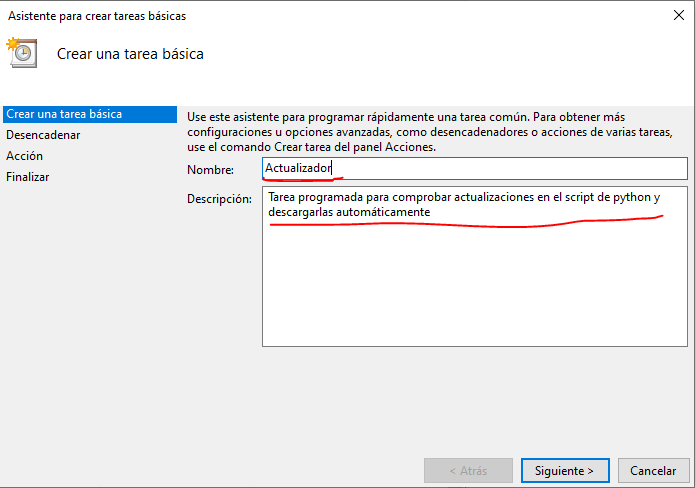 Asistente para crear tareas básicas
Crear una tarea básica
Crear una tarea básica
Desencadenar
Acción
Finalizar
Use este asistente para programar rápidamente una tarea común. Para obtener más
configuraciones u opciones avanzadas, como desencadenadores o acciones de varias tareas,
use el comando Crear tarea del panel Acciones.
Nombre: Actualizador
Descripción: Tarea programada para comprobar actualizaciones en el script de python y
descargarlas automáticamente
< Atrás Siguiente > Cancelar